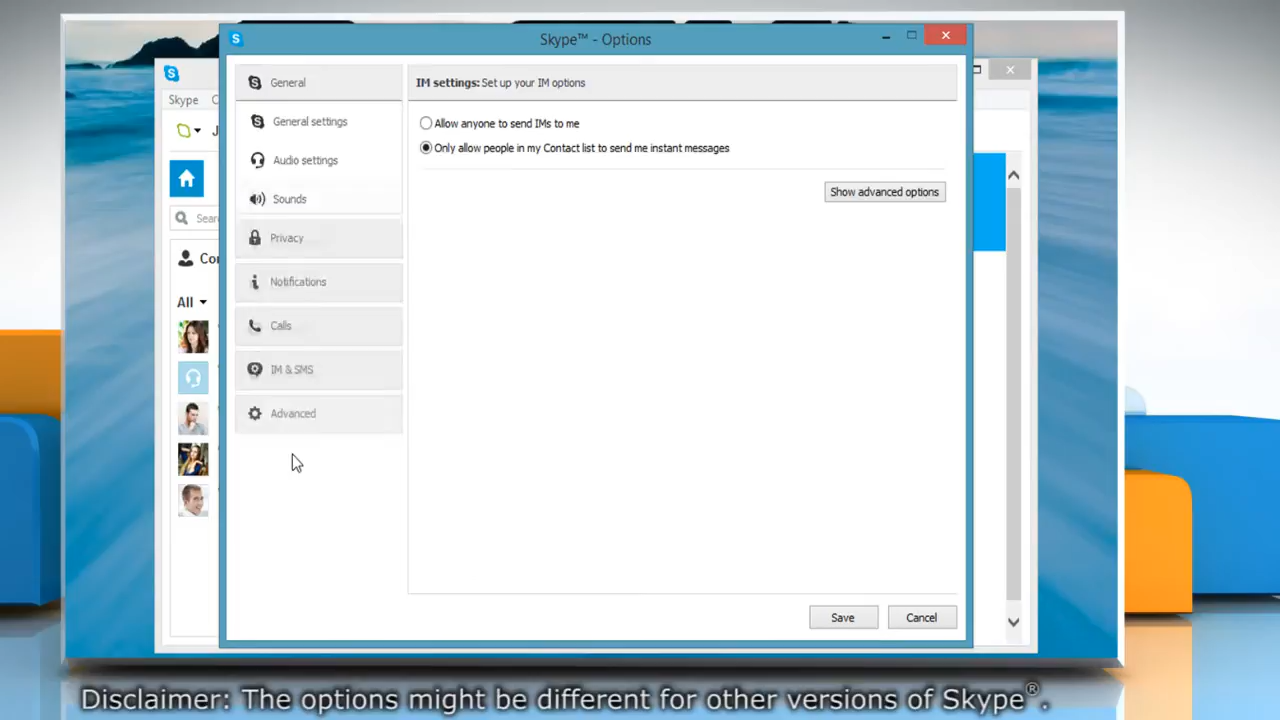 Skype™ - Options
Skype
General
General settings
Audio settings
Sounds
Privacy
Notifications
Calls
IM & SMS
Advanced
IM settings: Set up your IM options
Allow anyone to send IMs to me
Only allow people in my Contact list to send me instant messages
Show advanced options
All
Save
Cancel
Disclaimer: The options might be different for other versions of Skype®.